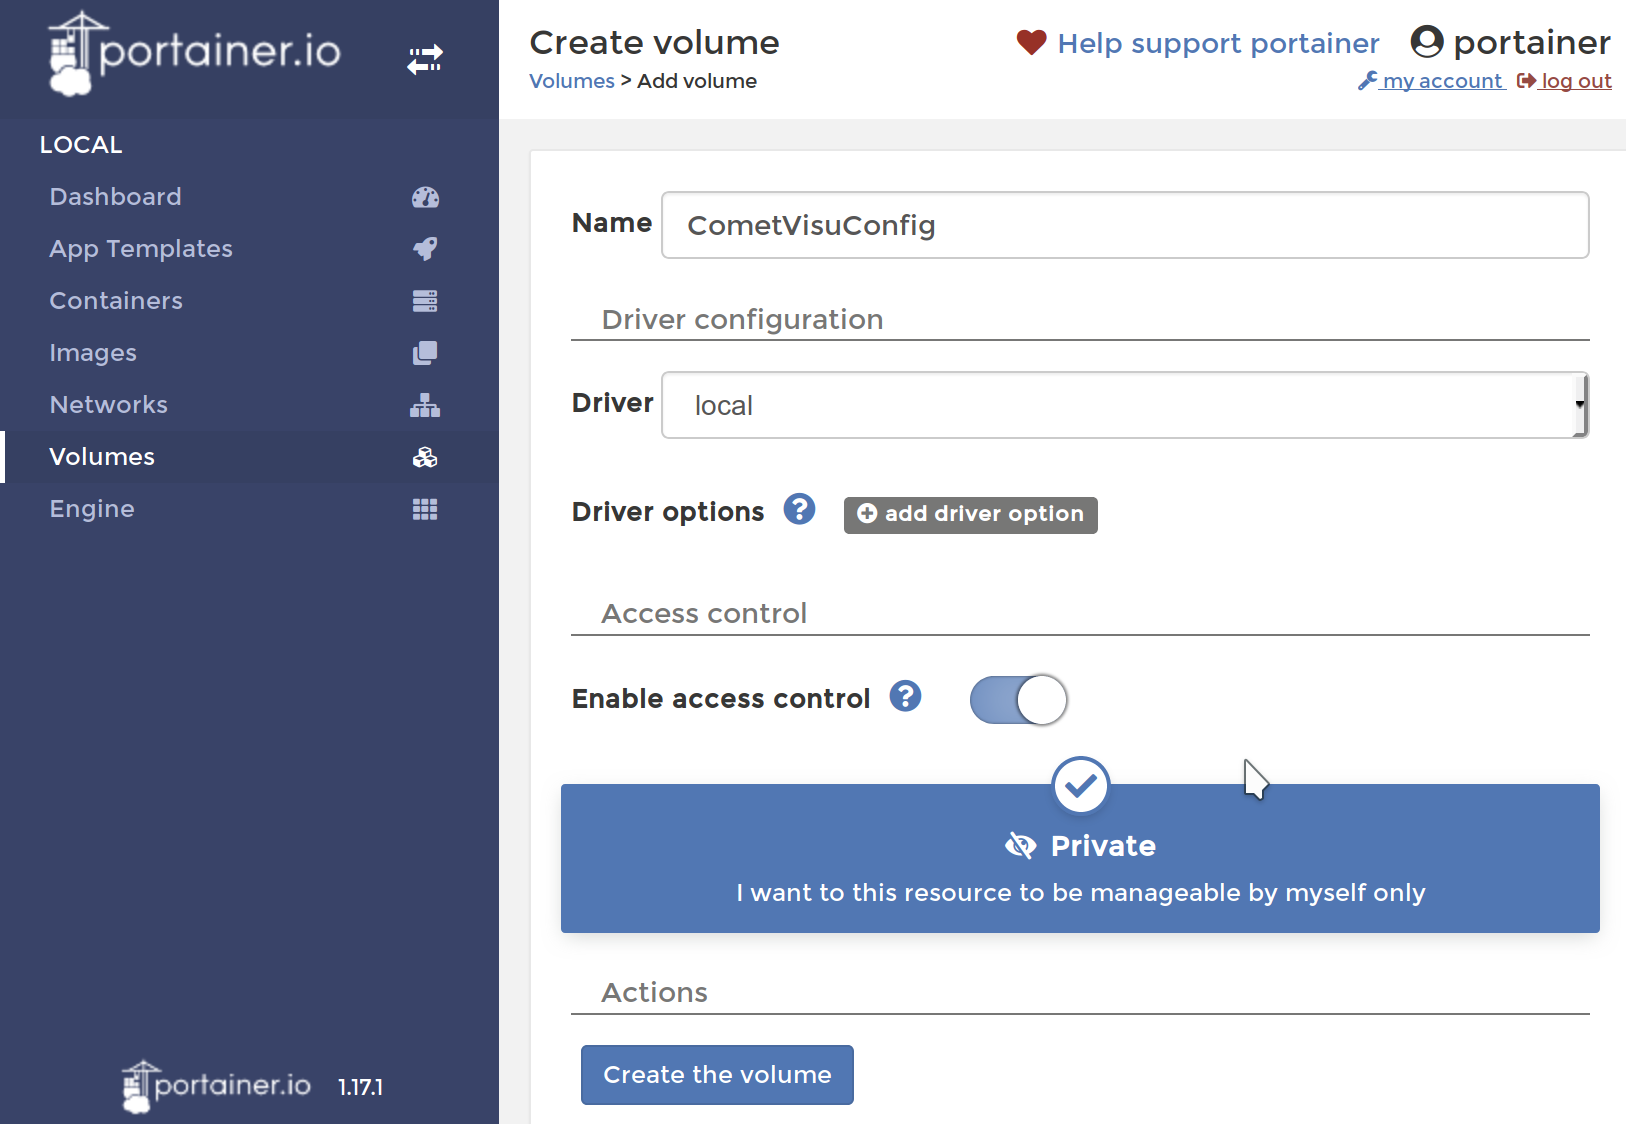 portainer.io
LOCAL
Dashboard
App Templates
Containers
Images
Networks
Volumes
Engine
portainer.io 1.17.1
Create volume
Help support portainer
portainer
Volumes > Add volume
my account
log out
Name CometVisuConfig
Driver configuration
Driver local
Driver options ? add driver option
Access control
Enable access control ?
Private
I want to this resource to be manageable by myself only
Actions
Create the volume